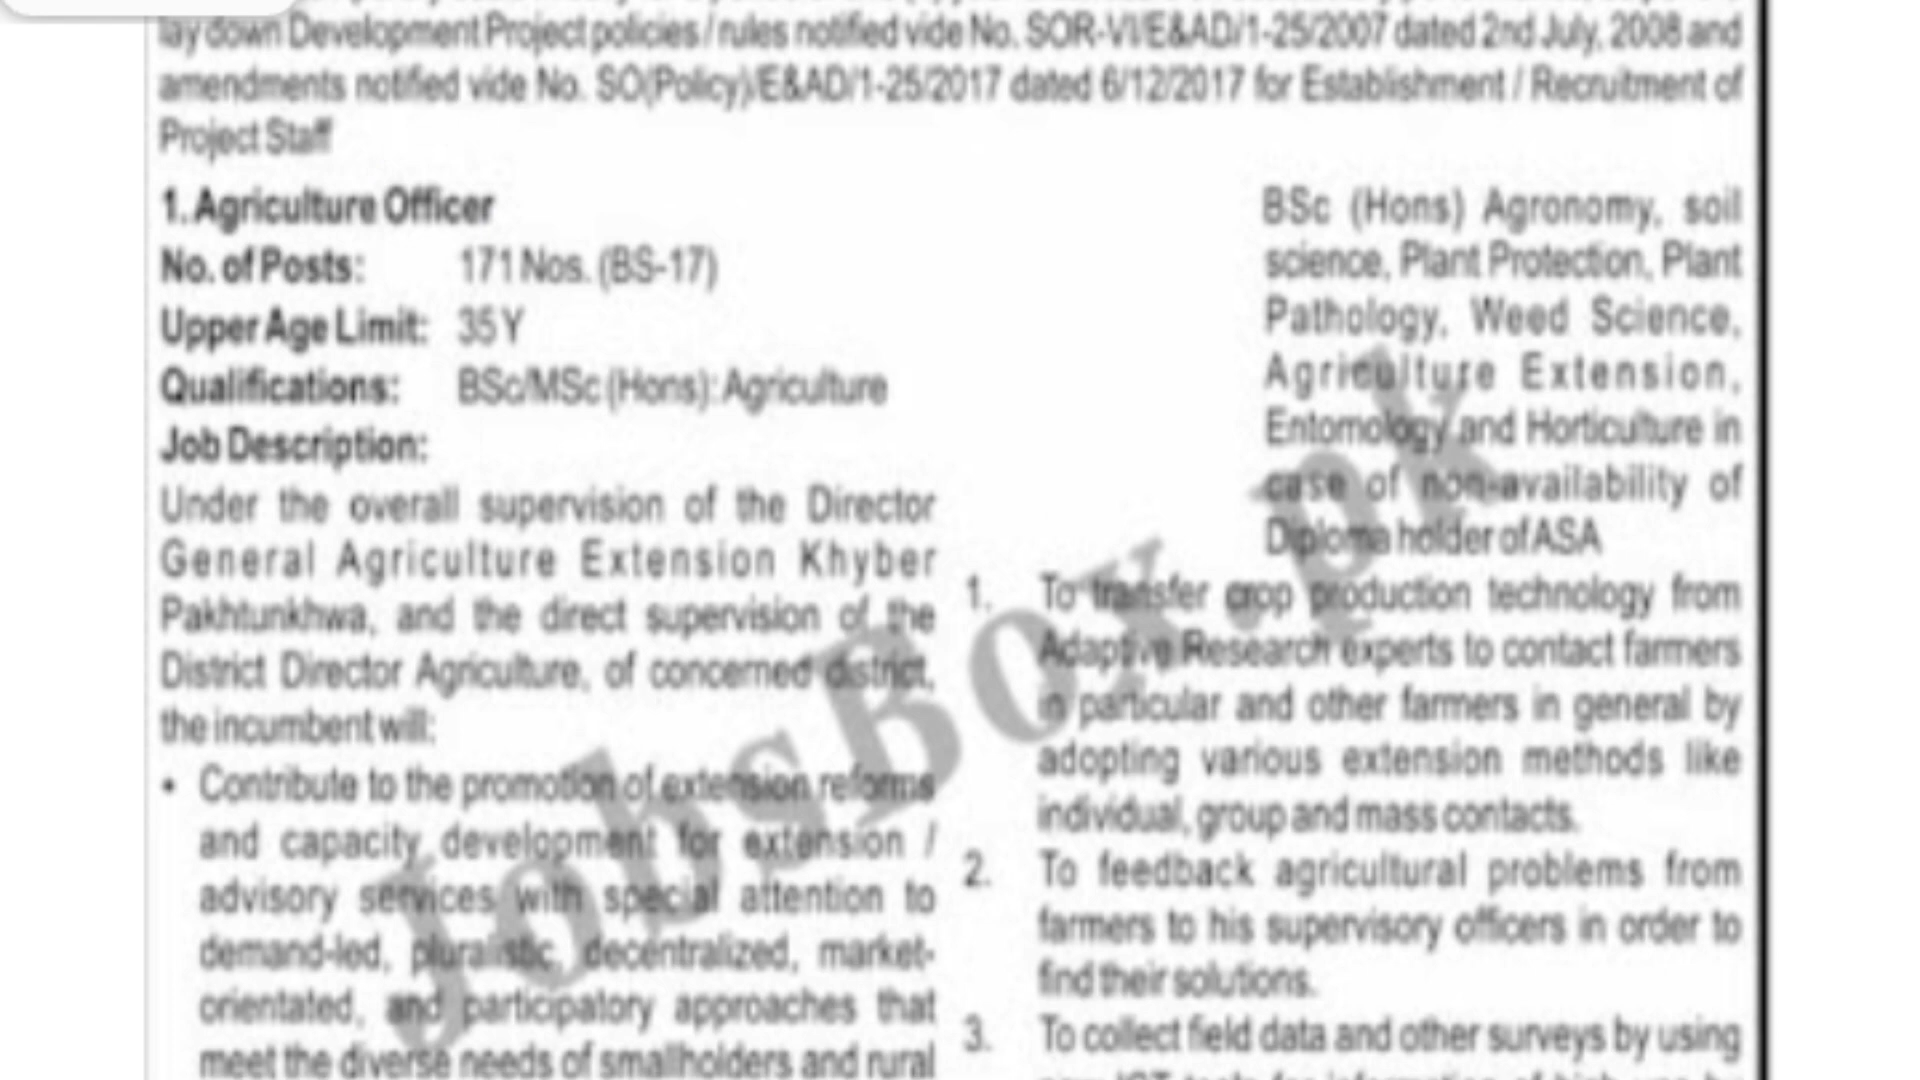 lay down Development Project policies / rules notified vide No. SOR-VI/E&AD/1-25/2007 dated 2nd July, 2008 and
amendments notified vide No. SO(Policy)/E&AD/1-25/2017 dated 6/12/2017 for Establishment / Recruitment of
Project Staff
1. Agriculture Officer
No. of Posts: 171 Nos. (BS-17)
Upper Age Limit: 35 Y
Qualifications: BSc/MSc (Hons): Agriculture
Job Description:
Under the overall supervision of the Director
General Agriculture Extension Khyber
Pakhtunkhwa, and the direct supervision of the
District Director Agriculture, of concerned district,
the incumbent will:
• Contribute to the promotion of extension reforms
and capacity development for extension /
advisory services with special attention to
demand-led, pluralistic, decentralized, market-
orientated, and participatory approaches that
meet the diverse needs of smallholders and rural
BSc (Hons) Agronomy, soil
science, Plant Protection, Plant
Pathology, Weed Science,
Agriculture Extension,
Entomology and Horticulture in
case of non-availability of
Diploma holder of ASA
1. To transfer crop production technology from
Adaptive Research experts to contact farmers
in particular and other farmers in general by
adopting various extension methods like
individual, group and mass contacts.
2. To feedback agricultural problems from
farmers to his supervisory officers in order to
find their solutions.
3. To collect field data and other surveys by using
JobsBox.pk